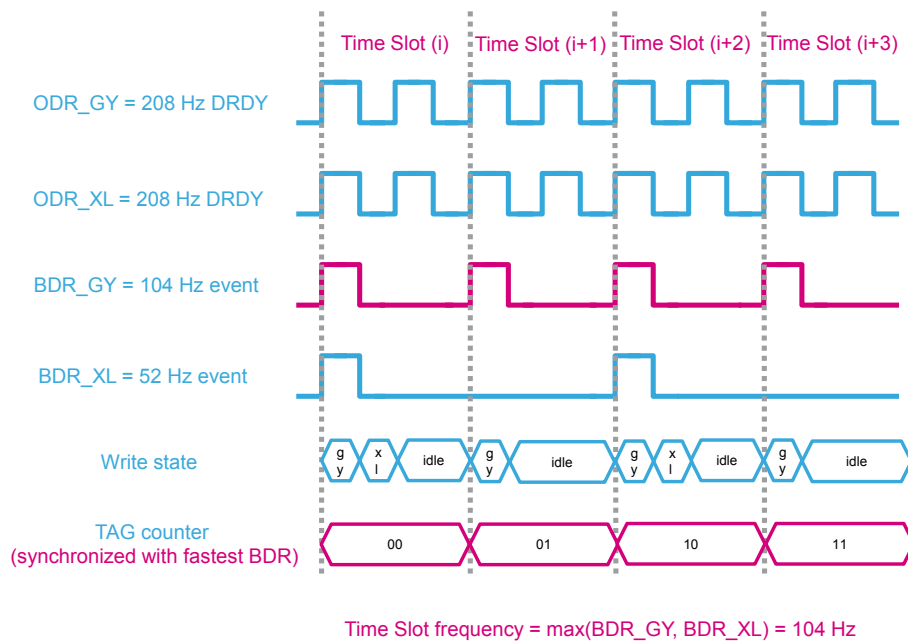 Time Slot (i) Time Slot (i+1) Time Slot (i+2) Time Slot (i+3)
ODR_GY = 208 Hz DRDY
ODR_XL = 208 Hz DRDY
BDR_GY = 104 Hz event
BDR_XL = 52 Hz event
Write state
g
y
x
l
idle
g
y
idle
g
y
x
l
idle
g
y
idle
TAG counter
(synchronized with fastest BDR)
00 01 10 11
Time Slot frequency = max(BDR_GY, BDR_XL) = 104 Hz